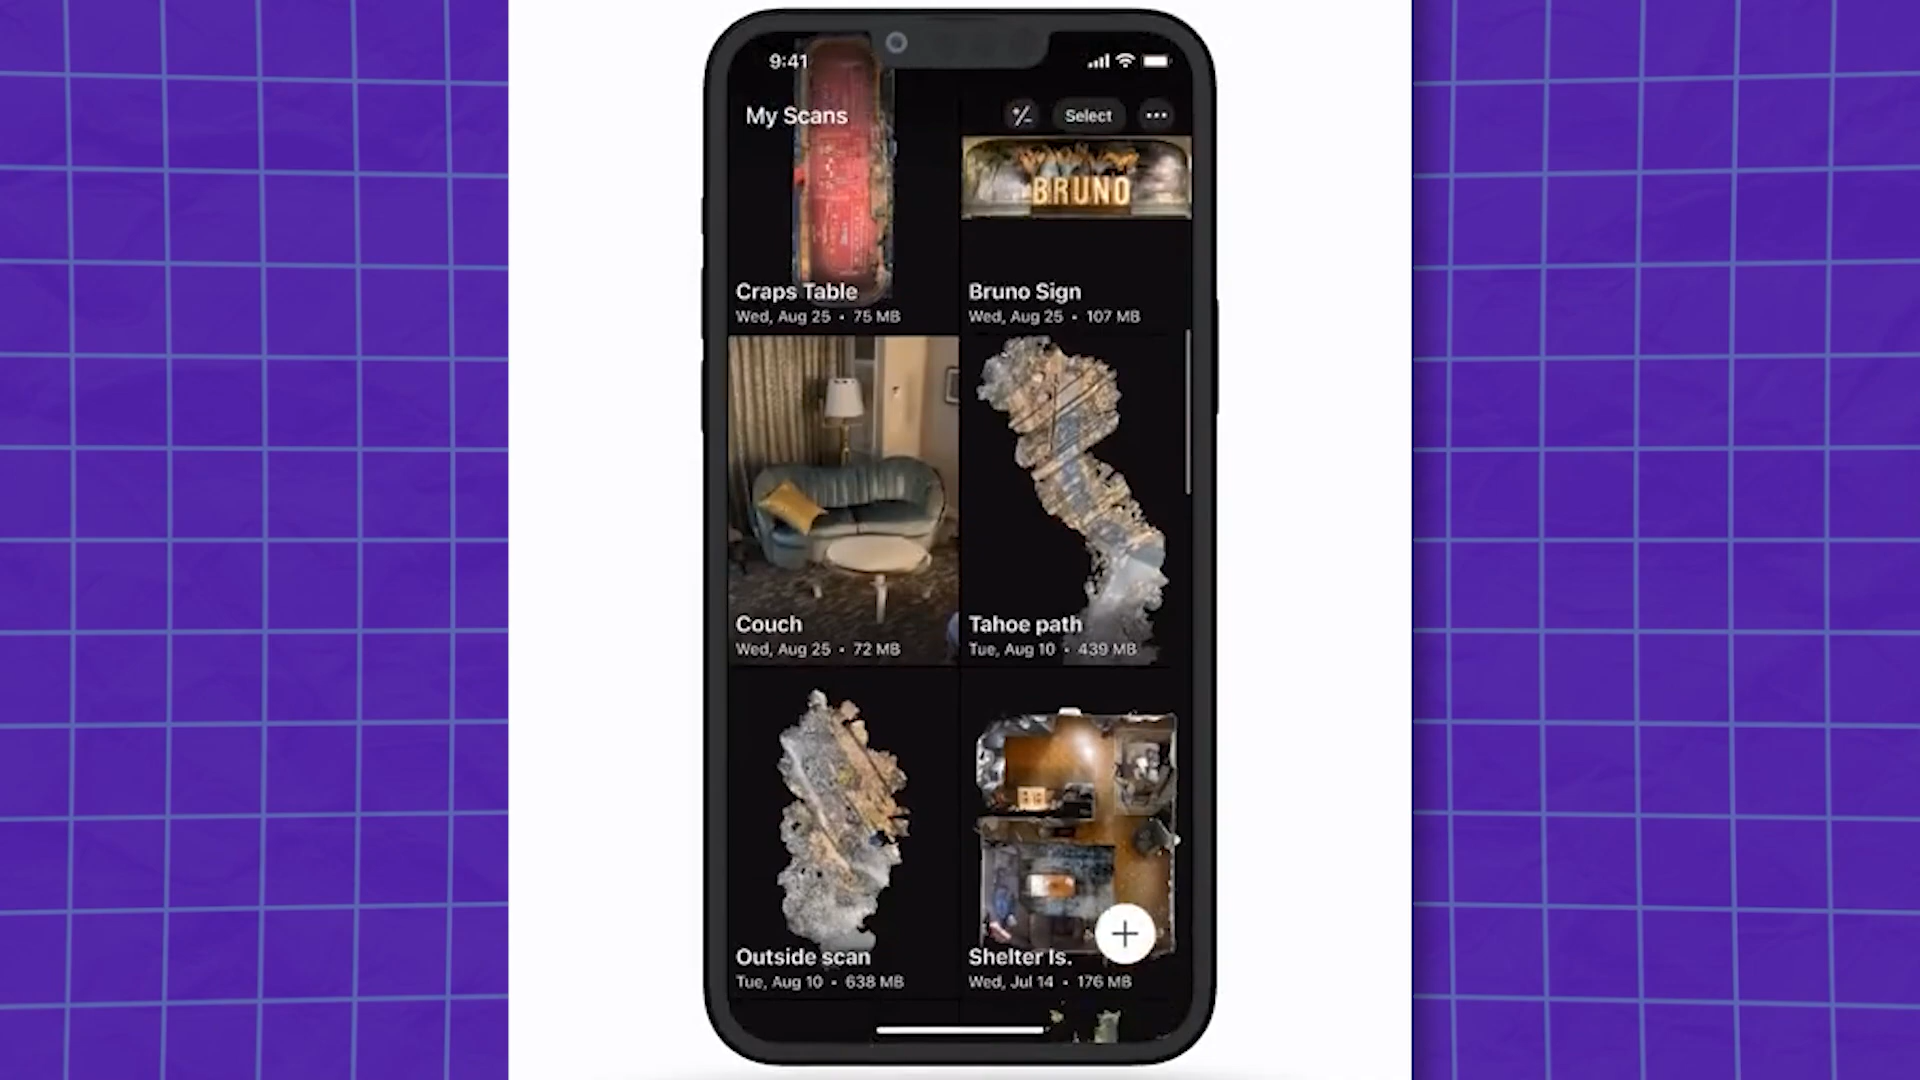 9:41
My Scans
Select
BRUNO
Craps Table
Wed, Aug 25 • 75 MB
Bruno Sign
Wed, Aug 25 • 107 MB
Couch
Wed, Aug 25 • 72 MB
Tahoe path
Tue, Aug 10 • 439 MB
Outside scan
Tue, Aug 10 • 638 MB
Shelter Is.
Wed, Jul 14 • 176 MB